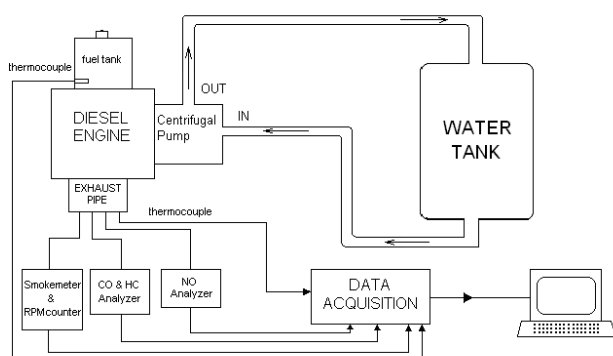 fuel tank
thermocouple
OUT
DIESEL
ENGINE
Centrifugal
Pump
IN
WATER
TANK
EXHAUST
PIPE
thermocouple
Smokemeter
&
RPMcounter
CO & HC
Analyzer
NO
Analyzer
DATA
ACQUISITION